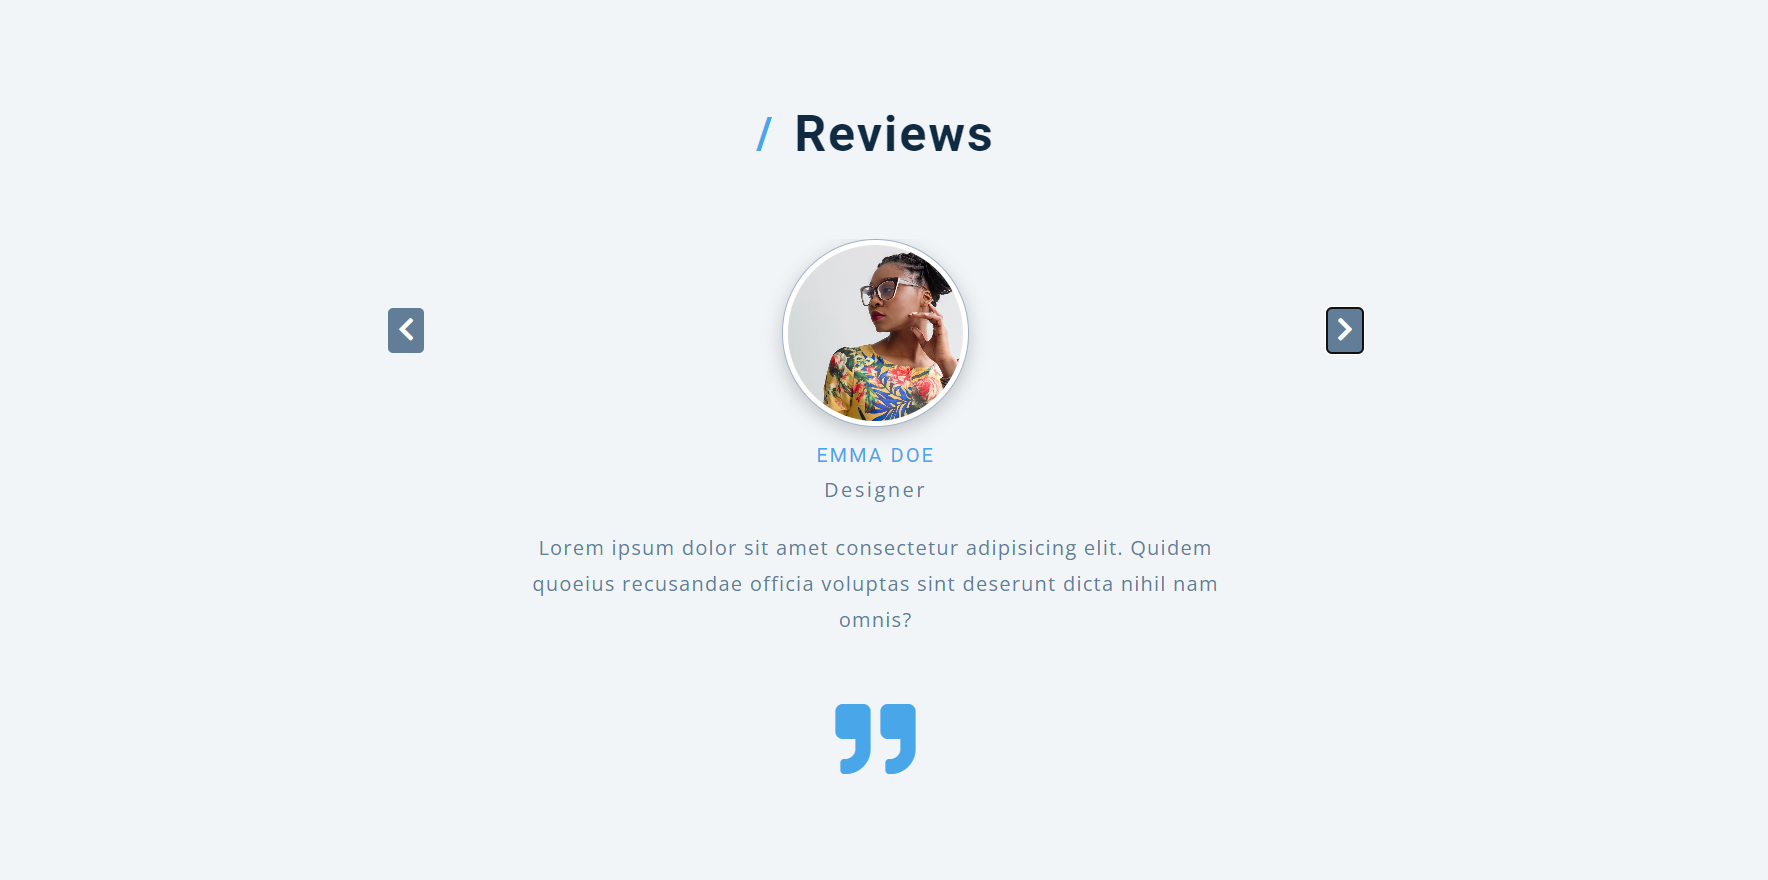 / Reviews
EMMA DOE
Designer
Lorem ipsum dolor sit amet consectetur adipisicing elit. Quidem
quoeius recusandae officia voluptas sint deserunt dicta nihil nam
omnis?